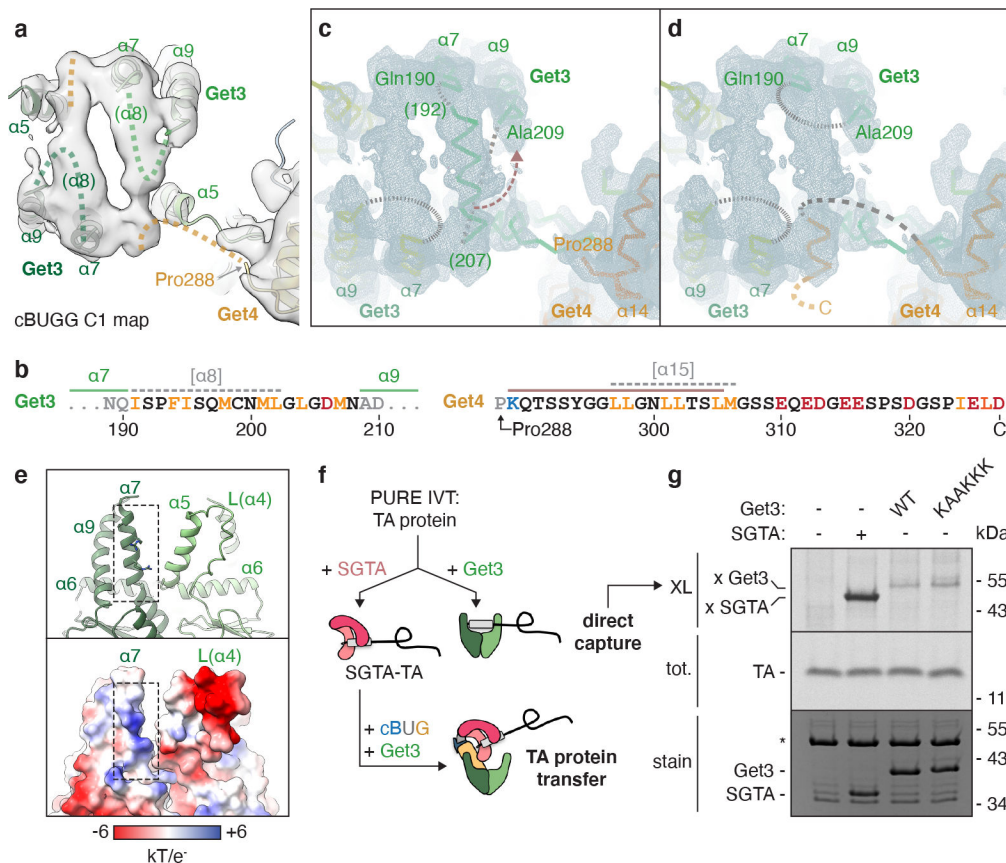 a
α7
α9
(α8)
Get3
α5
(α8)
α5
α9
Get3
α7
Pro288
Get4
cBUGG C1 map
c
α7
α9
Gln190
Get3
(192)
Ala209
Pro288
(207)
α9
α7
Get3
Get4
α14
d
α7
α9
Gln190
Get3
Ala209
α9
α7
Get3
C
Get4
α14
b
α7
[α8]
α9
Get3
...NQISPFISQMCNMLGLGDMNAD...
190
200
210
[α15]
Get4
PKQTSSYGGLLGNLLTSLMGSSEQEDGEESPSDGSPIELD
Pro288
300
310
320
C
e
α7
α5
L(α4)
α9
α6
α6
α7
L(α4)
-6
+6
kT/e-
f
PURE IVT:
TA protein
+ SGTA
+ Get3
direct
capture
SGTA-TA
+ cBUG
+ Get3
TA protein
transfer
g
Get3: - - WT KAAKKK
SGTA: - + - -
kDa
XL
x Get3
x SGTA
55
43
tot.
TA -
11
stain
*
Get3 -
SGTA -
55
43
34